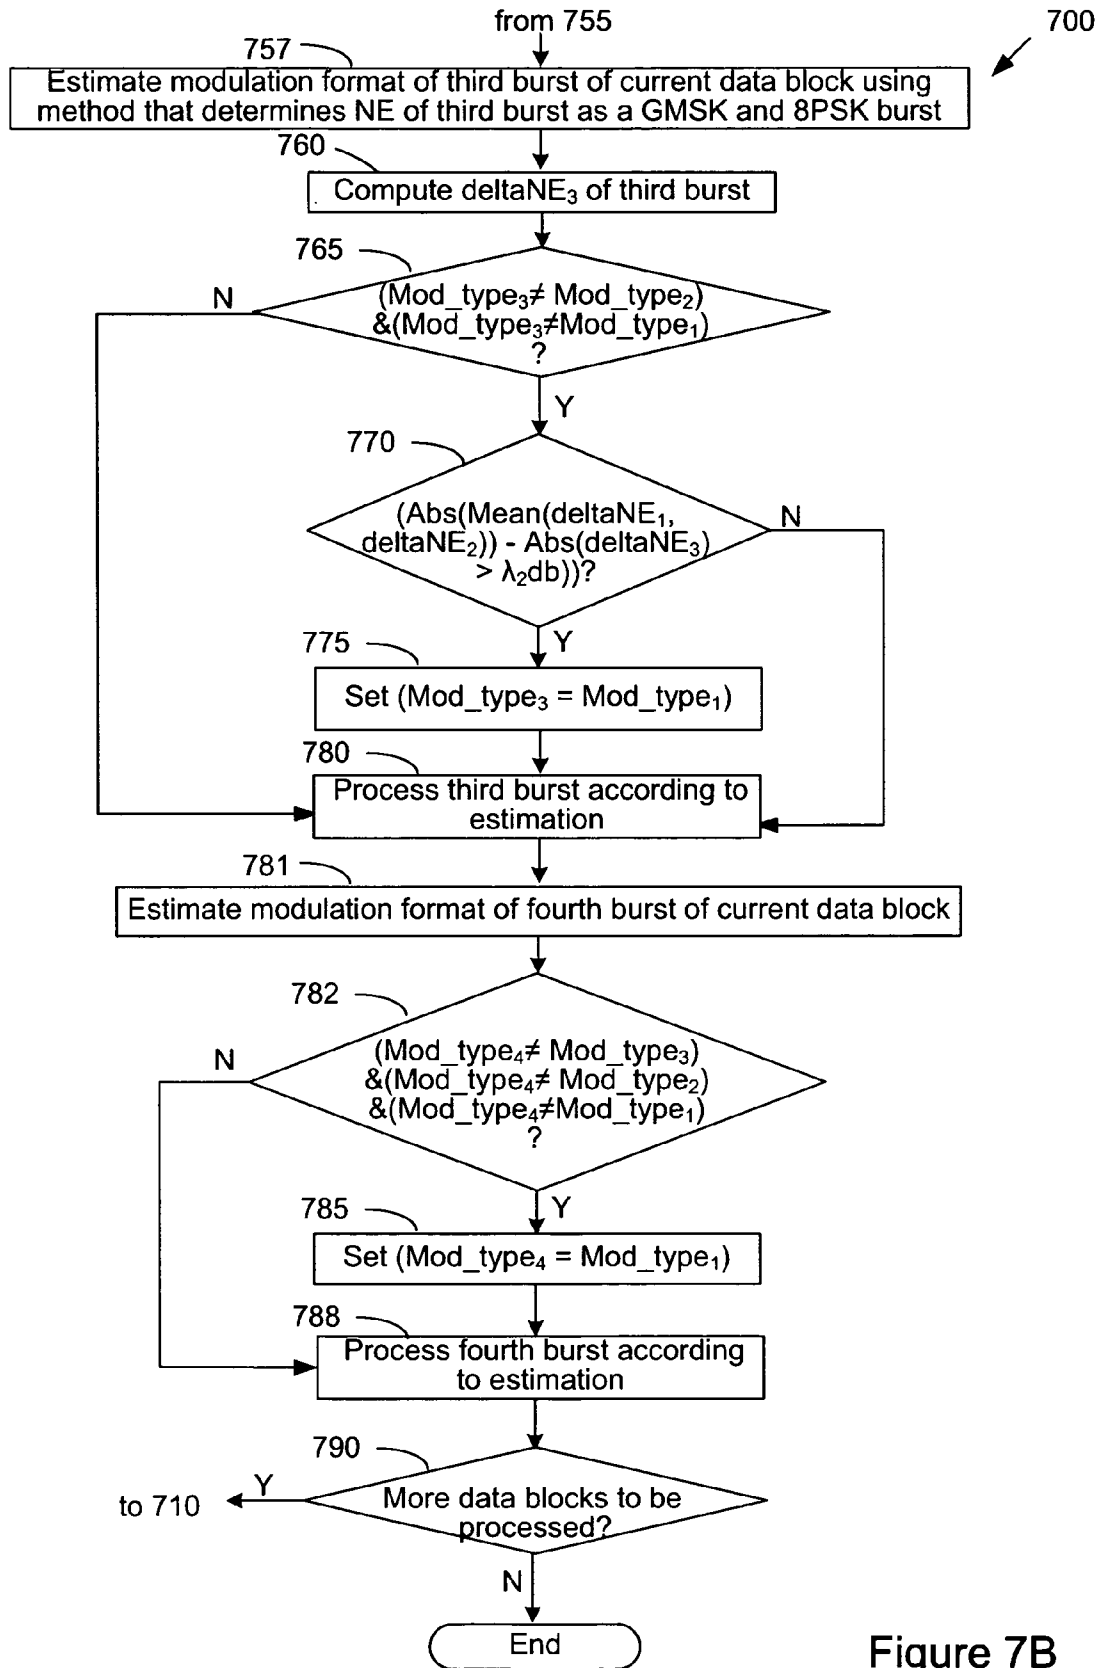 from 755
700
757
Estimate modulation format of third burst of current data block using
method that determines NE of third burst as a GMSK and 8PSK burst
760
Compute deltaNE₃ of third burst
765
N
(Mod_type₃≠ Mod_type₂)
&(Mod_type₃≠Mod_type₁)
?
Y
770
(Abs(Mean(deltaNE₁,
deltaNE₂)) - Abs(deltaNE₃)
> λ₂db))?
N
Y
775
Set (Mod_type₃ = Mod_type₁)
780
Process third burst according to
estimation
781
Estimate modulation format of fourth burst of current data block
782
N
(Mod_type₄≠ Mod_type₃)
&(Mod_type₄≠ Mod_type₂)
&(Mod_type₄≠Mod_type₁)
?
Y
785
Set (Mod_type₄ = Mod_type₁)
788
Process fourth burst according
to estimation
790
Y
to 710
More data blocks to be
processed?
N
End
Figure 7B